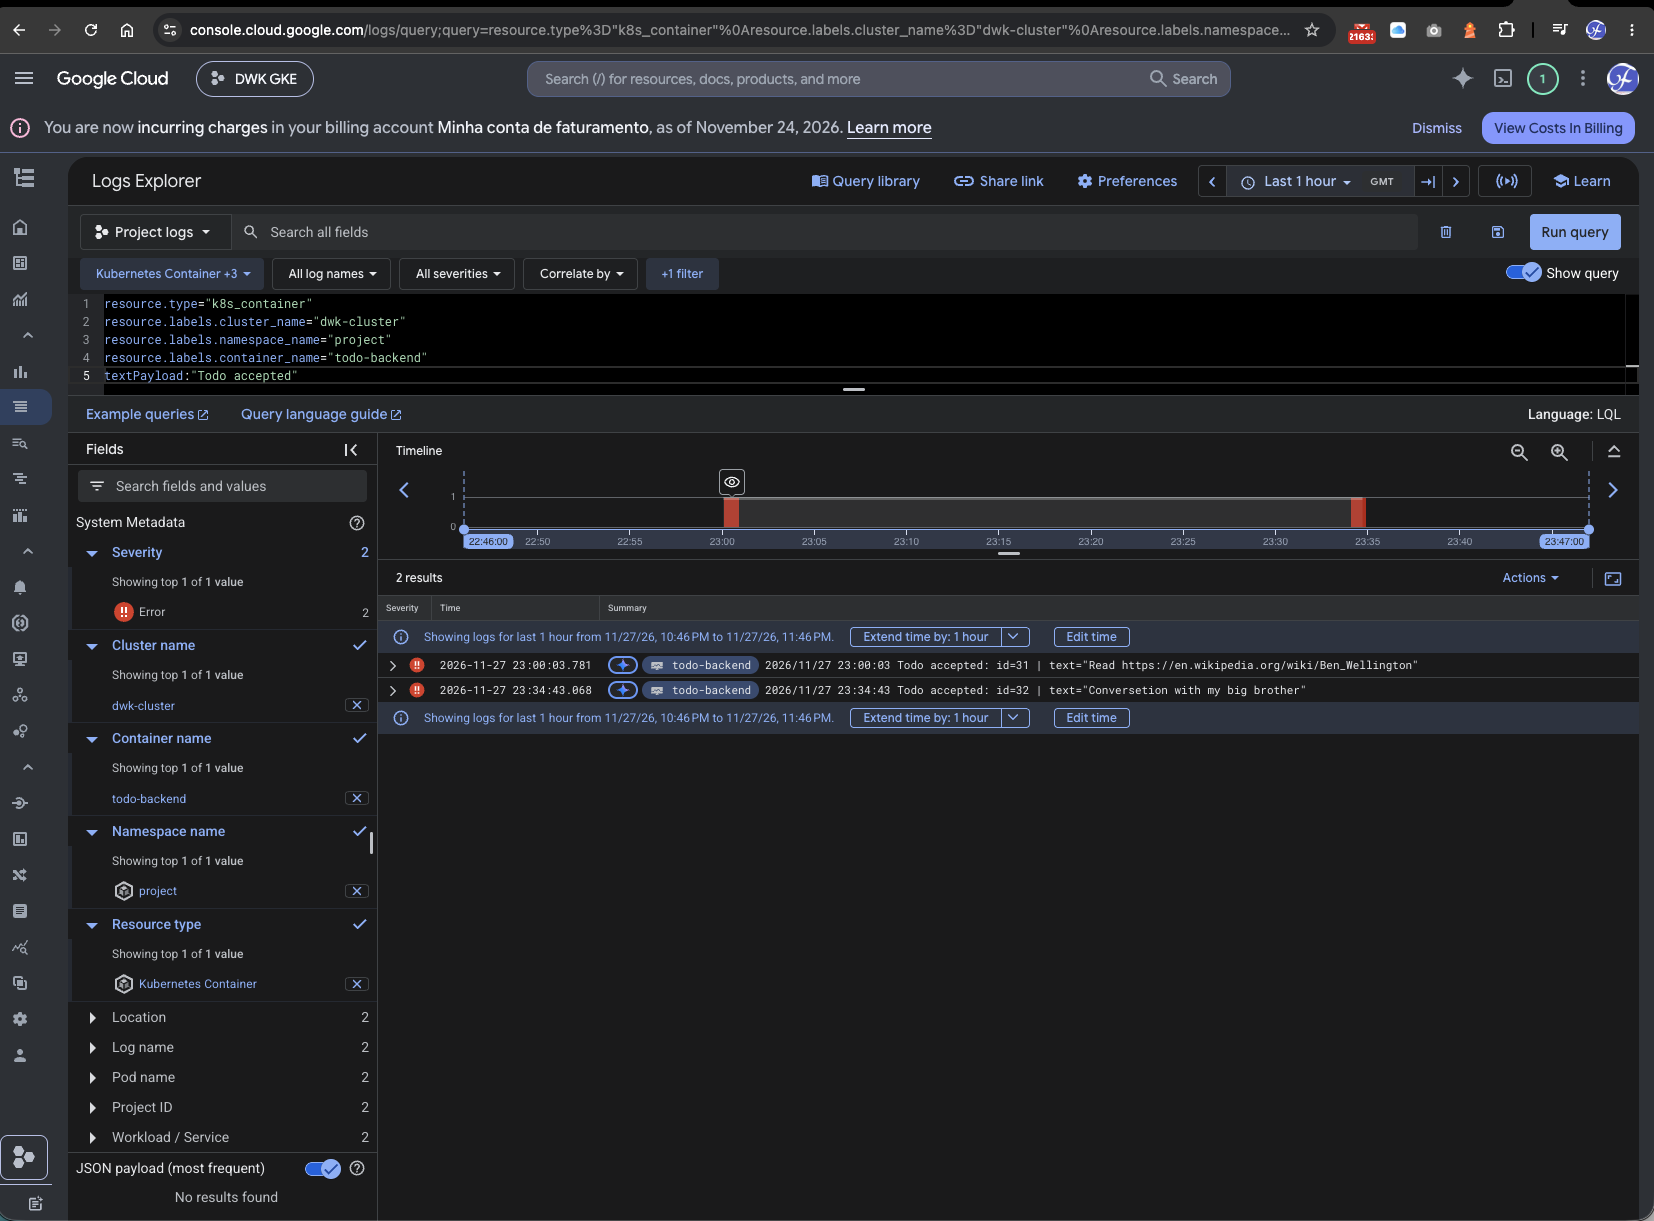 console.cloud.google.com/logs/query;query=resource.type%3D"k8s_container"%0Aresource.labels.cluster_name%3D"dwk-cluster"%0Aresource.labels.namespace...
Google Cloud
DWK GKE
Search (/) for resources, docs, products, and more
Search
1
You are now incurring charges in your billing account Minha conta de faturamento, as of November 24, 2026. Learn more
Dismiss
View Costs In Billing
Logs Explorer
Query library
Share link
Preferences
Last 1 hour
GMT
Learn
Project logs
Search all fields
Run query
Kubernetes Container +3
All log names
All severities
Correlate by
+1 filter
Show query
1 resource.type="k8s_container"
2 resource.labels.cluster_name="dwk-cluster"
3 resource.labels.namespace_name="project"
4 resource.labels.container_name="todo-backend"
5 textPayload:"Todo accepted"
Example queries
Query language guide
Language: LQL
Fields
Search fields and values
System Metadata
Severity 2
Showing top 1 of 1 value
Error 2
Cluster name
Showing top 1 of 1 value
dwk-cluster
Container name
Showing top 1 of 1 value
todo-backend
Namespace name
Showing top 1 of 1 value
project
Resource type
Showing top 1 of 1 value
Kubernetes Container
Location 2
Log name 2
Pod name 2
Project ID 2
Workload / Service 2
JSON payload (most frequent)
No results found
Timeline
1
0
22:46:00 22:50 22:55 23:00 23:05 23:10 23:15 23:20 23:25 23:30 23:35 23:40 23:47:00
2 results
Actions
Severity Time Summary
Showing logs for last 1 hour from 11/27/26, 10:46 PM to 11/27/26, 11:46 PM. Extend time by: 1 hour Edit time
2026-11-27 23:00:03.781 todo-backend 2026/11/27 23:00:03 Todo accepted: id=31 | text="Read https://en.wikipedia.org/wiki/Ben_Wellington"
2026-11-27 23:34:43.068 todo-backend 2026/11/27 23:34:43 Todo accepted: id=32 | text="Conversetion with my big brother"
Showing logs for last 1 hour from 11/27/26, 10:46 PM to 11/27/26, 11:46 PM. Extend time by: 1 hour Edit time